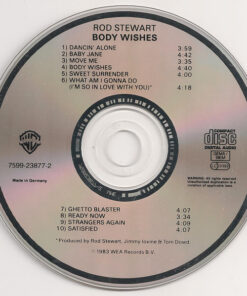 ROD STEWART
BODY WISHES
1) DANCIN' ALONE 3:59
2) BABY JANE 4:42
3) MOVE ME 3:35
4) BODY WISHES 4:40
5) SWEET SURRENDER 4:00
6) WHAT AM I GONNA DO
(I'M SO IN LOVE WITH YOU) 4:18
7599-23877-2
COMPACT
disc
DIGITAL AUDIO
Made in Germany
7) GHETTO BLASTER 4:07
8) READY NOW 3:34
9) STRANGERS AGAIN 4:09
10) SATISFIED 4:07
*Produced by Rod Stewart, Jimmy Iovine & Tom Dowd
℗ 1983 WEA Records B.V.